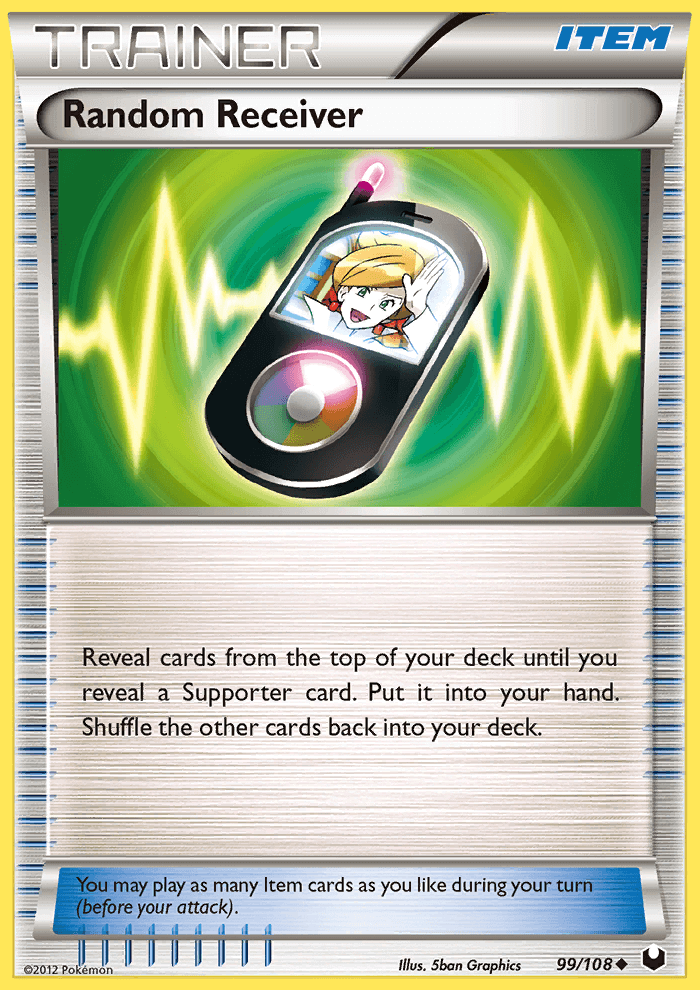 TRAINER
ITEM
Random Receiver
Reveal cards from the top of your deck until you
reveal a Supporter card. Put it into your hand.
Shuffle the other cards back into your deck.
You may play as many Item cards as you like during your turn
(before your attack).
©2012 Pokémon
Illus. 5ban Graphics
99/108